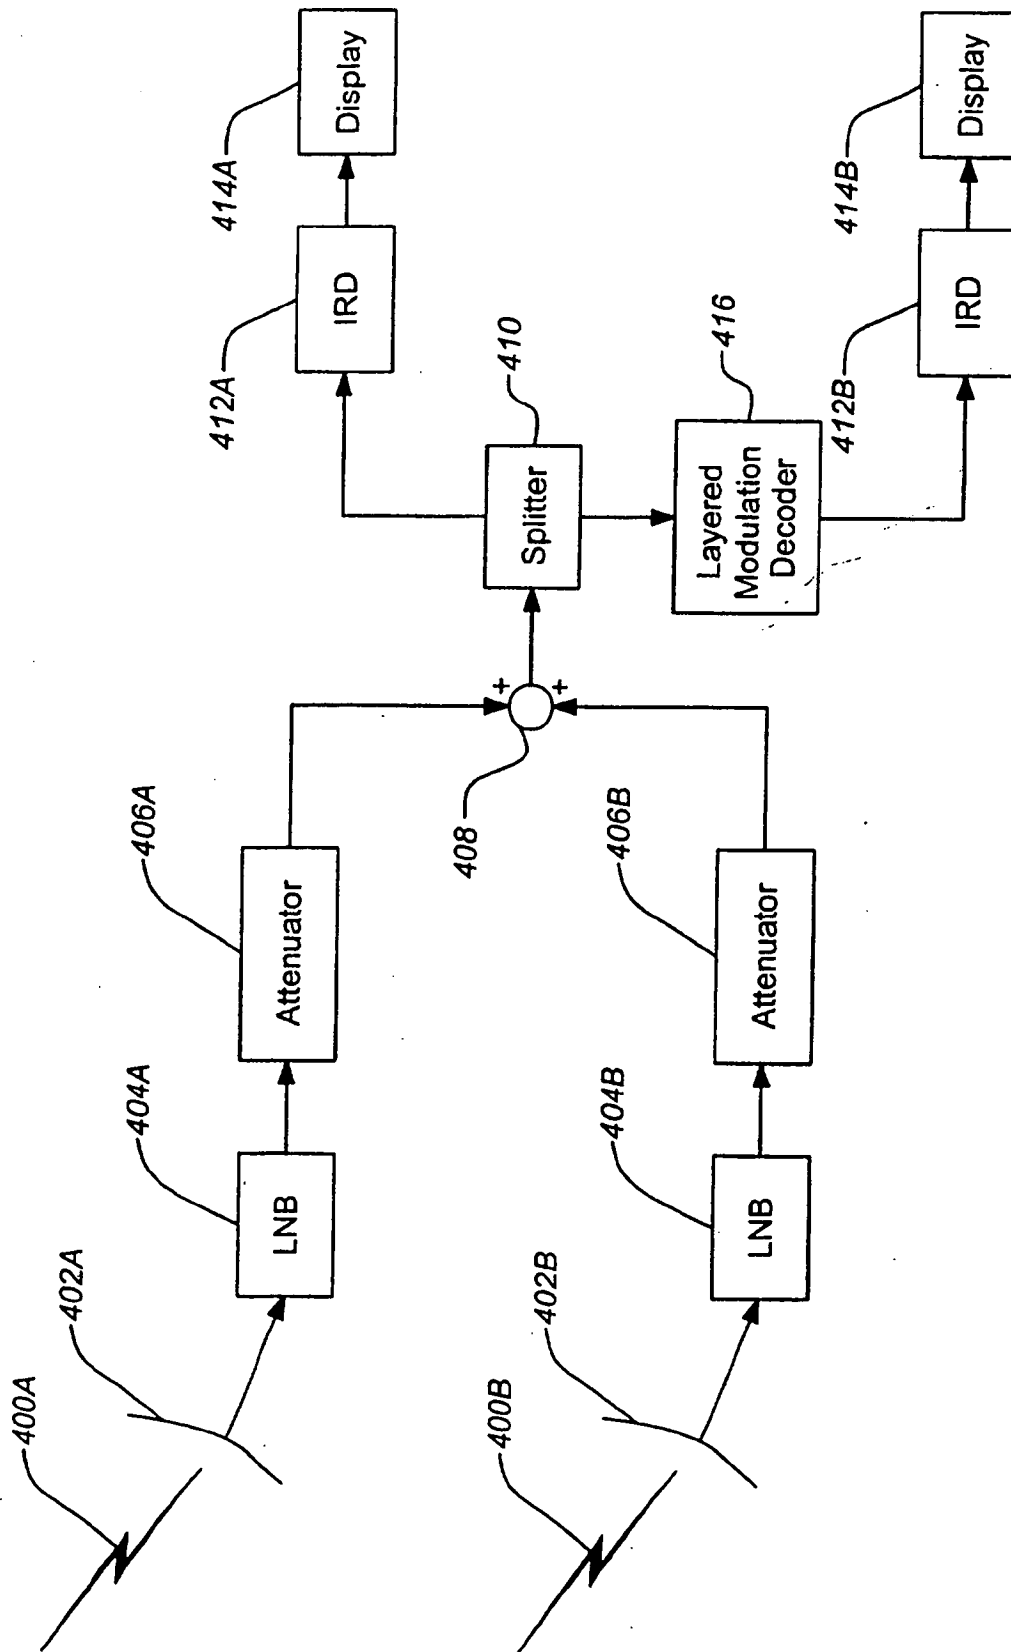 400A
402A
404A
LNB
406A
Attenuator
408
+
+
410
Splitter
412A
IRD
414A
Display
400B
402B
404B
LNB
406B
Attenuator
416
Layered
Modulation
Decoder
412B
IRD
414B
Display